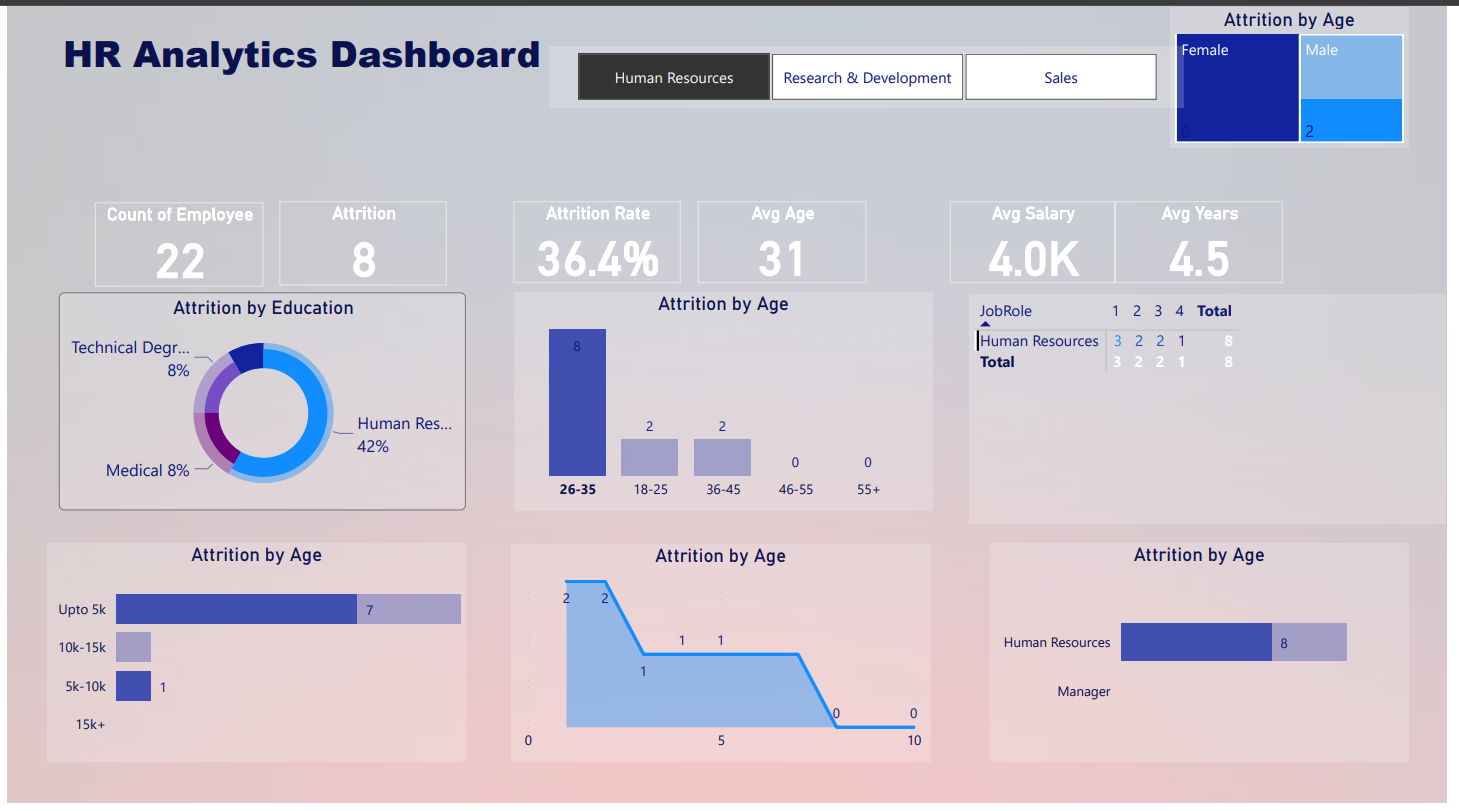 HR Analytics Dashboard
Human Resources
Research & Development
Sales
Attrition by Age
Female
Male
6
2
Count of Employee
22
Attrition
8
Attrition Rate
36.4%
Avg Age
31
Avg Salary
4.0K
Avg Years
4.5
Attrition by Education
Technical Degr...
8%
Human Res...
42%
Medical 8%
Attrition by Age
8
2
2
0
0
26-35
18-25
36-45
46-55
55+
JobRole 1 2 3 4 Total
Human Resources 3 2 2 1 8
Total 3 2 2 1 8
Attrition by Age
Upto 5k 7
10k-15k
5k-10k 1
15k+
Attrition by Age
2 2
1 1
1
0 0
0 5 10
Attrition by Age
Human Resources 8
Manager